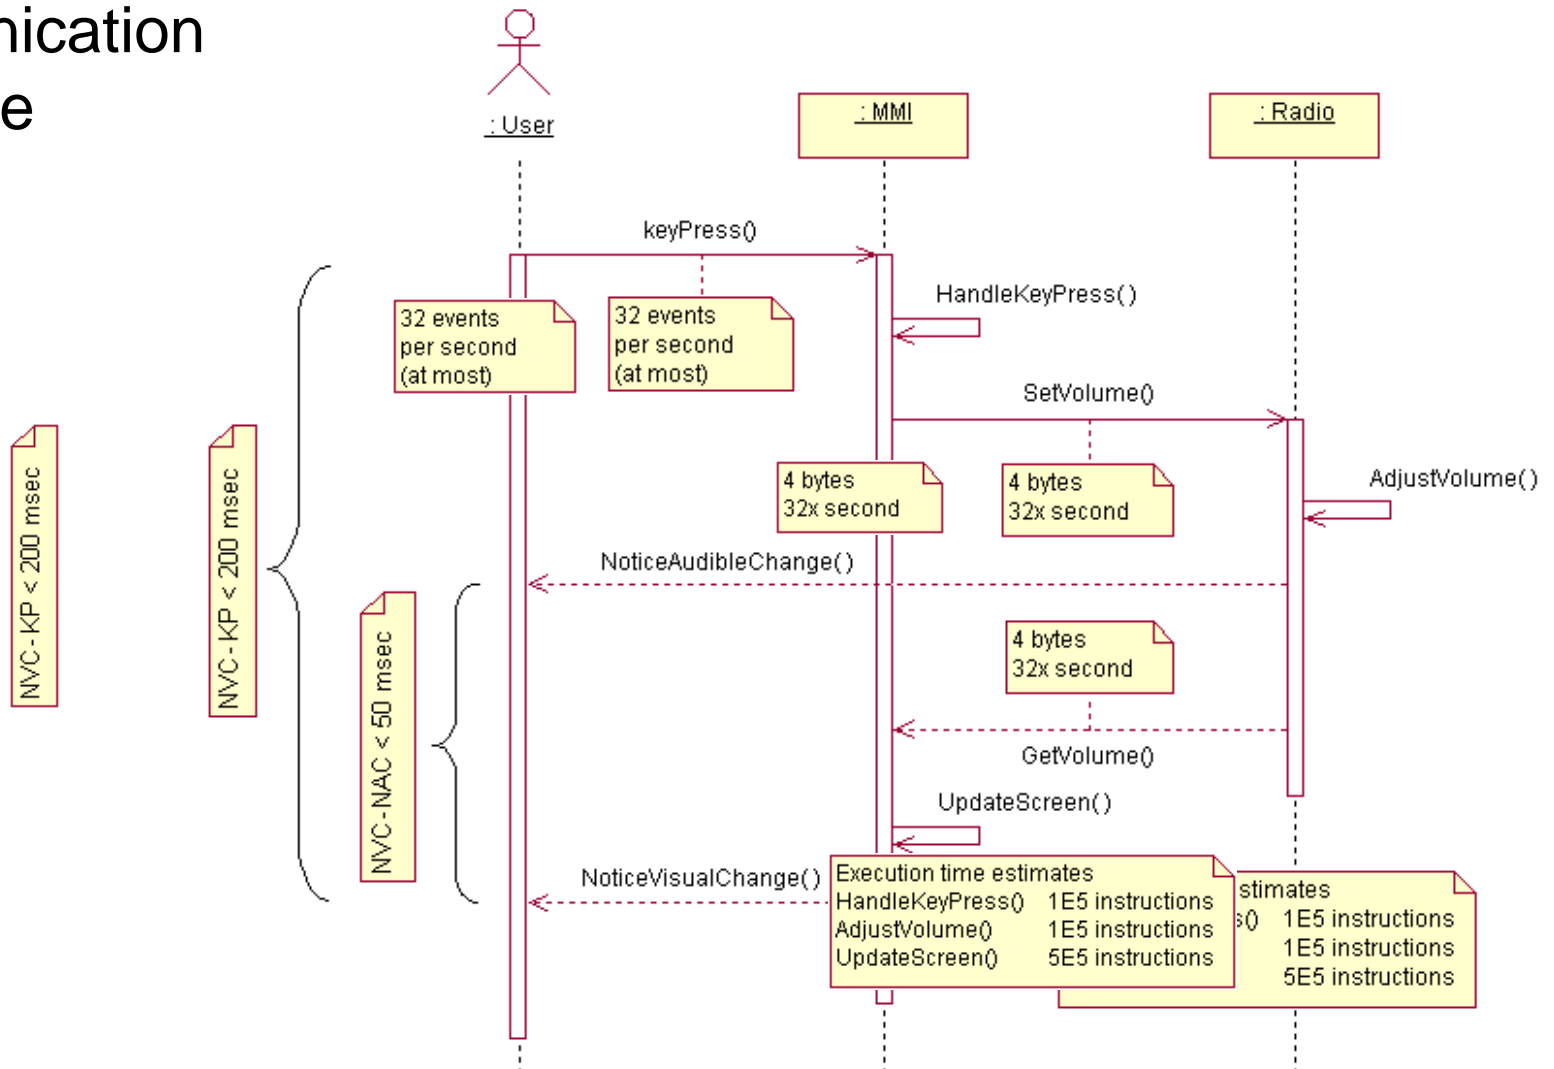 : User
: MMI
: Radio
keyPress()
32 events
per second
(at most)
32 events
per second
(at most)
HandleKeyPress()
SetVolume()
4 bytes
32x second
4 bytes
32x second
AdjustVolume()
NVC-KP < 200 msec
NVC-KP < 200 msec
NoticeAudibleChange()
NVC-NAC < 50 msec
4 bytes
32x second
GetVolume()
UpdateScreen()
NoticeVisualChange()
Execution time estimates
HandleKeyPress() 1E5 instructions
AdjustVolume() 1E5 instructions
UpdateScreen() 5E5 instructions
1E5 instructions
1E5 instructions
5E5 instructions